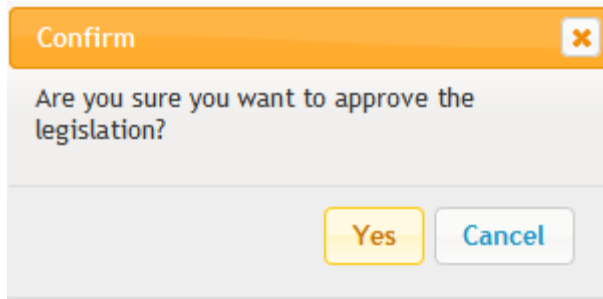 Confirm
Are you sure you want to approve the
legislation?
Yes Cancel